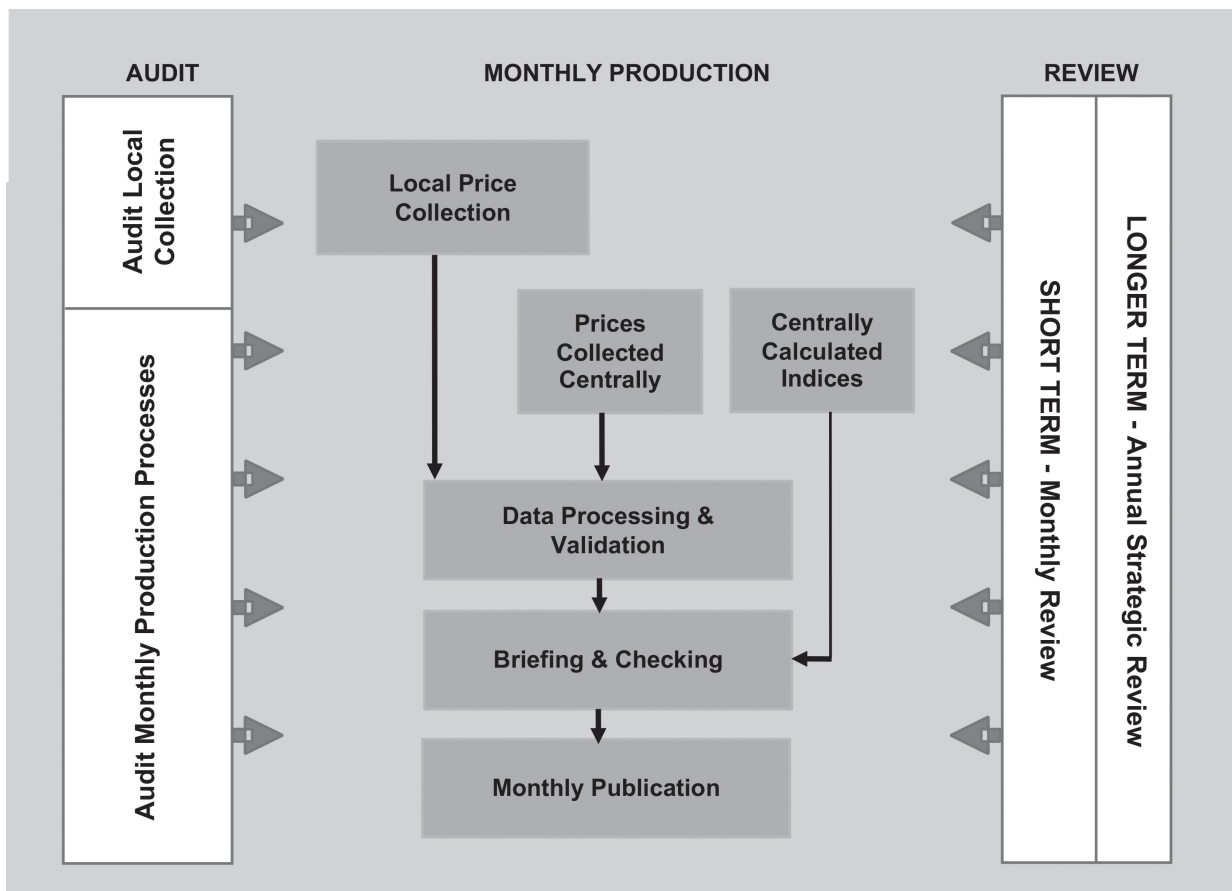 AUDIT
MONTHLY PRODUCTION
REVIEW
Audit Local
Collection
Audit Monthly Production Processes
Local Price
Collection
Prices
Collected
Centrally
Centrally
Calculated
Indices
Data Processing &
Validation
Briefing & Checking
Monthly Publication
SHORT TERM - Monthly Review
LONGER TERM - Annual Strategic Review